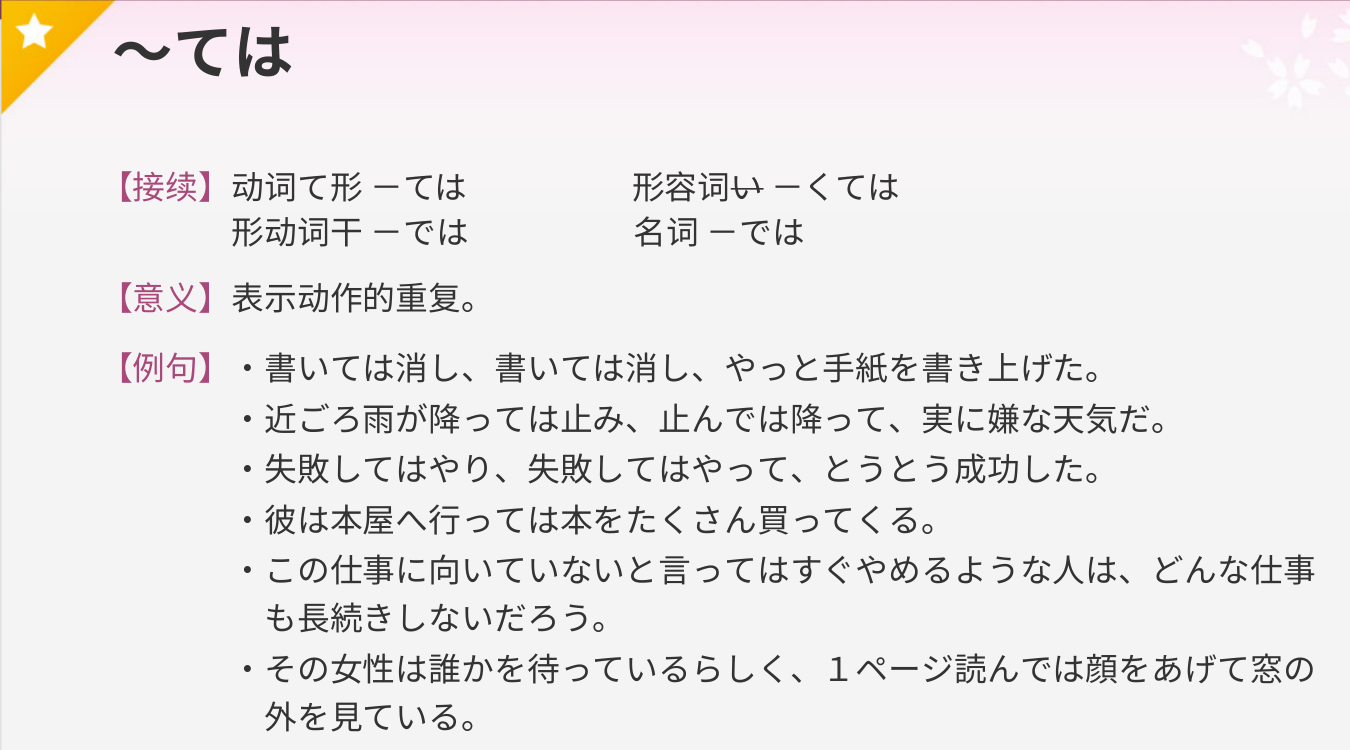 ～ては
【接续】动词て形 －ては 形容词い －くては
形动词干 －では 名词 －では
【意义】表示动作的重复。
【例句】・書いては消し、書いては消し、やっと手紙を書き上げた。
・近ごろ雨が降っては止み、止んでは降って、実に嫌な天気だ。
・失敗してはやり、失敗してはやって、とうとう成功した。
・彼は本屋へ行っては本をたくさん買ってくる。
・この仕事に向いていないと言ってはすぐやめるような人は、どんな仕事
も長続きしないだろう。
・その女性は誰かを待っているらしく、１ページ読んでは顔をあげて窓の
外を見ている。